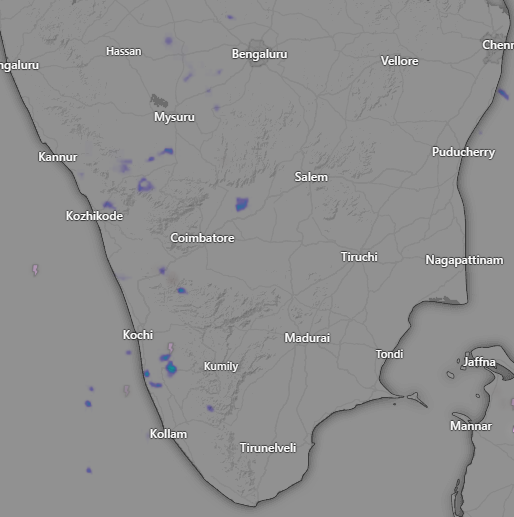 Hassan
Bengaluru
Chenn
Vellore
ngaluru
Mysuru
Kannur
Puducherry
Salem
Kozhikode
Coimbatore
Tiruchi
Nagapattinam
Kochi
Madurai
Tondi
Jaffna
Kumily
Mannar
Kollam
Tirunelveli